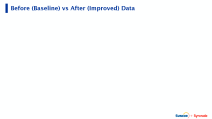 Before (Baseline) vs After (Improved) Data